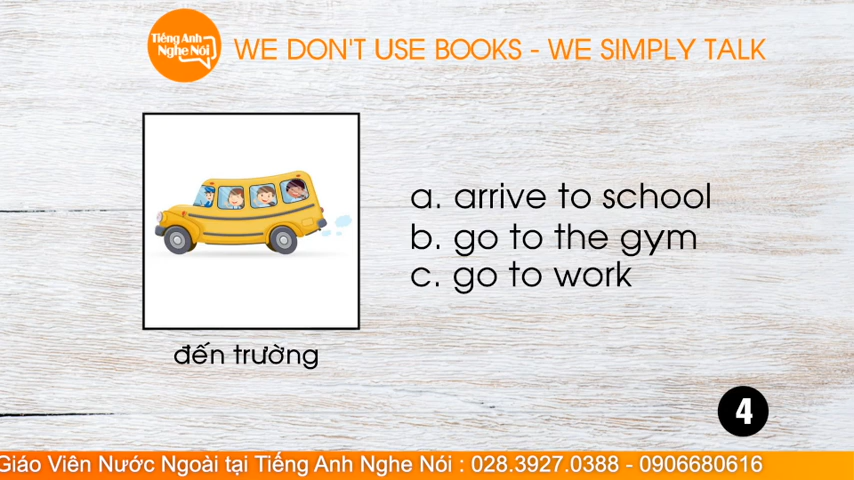 Tiếng Anh
Nghe Nói
WE DON'T USE BOOKS - WE SIMPLY TALK
a. arrive to school
b. go to the gym
c. go to work
đến trường
4
Giáo Viên Nước Ngoài tại Tiếng Anh Nghe Nói : 028.3927.0388 - 0906680616